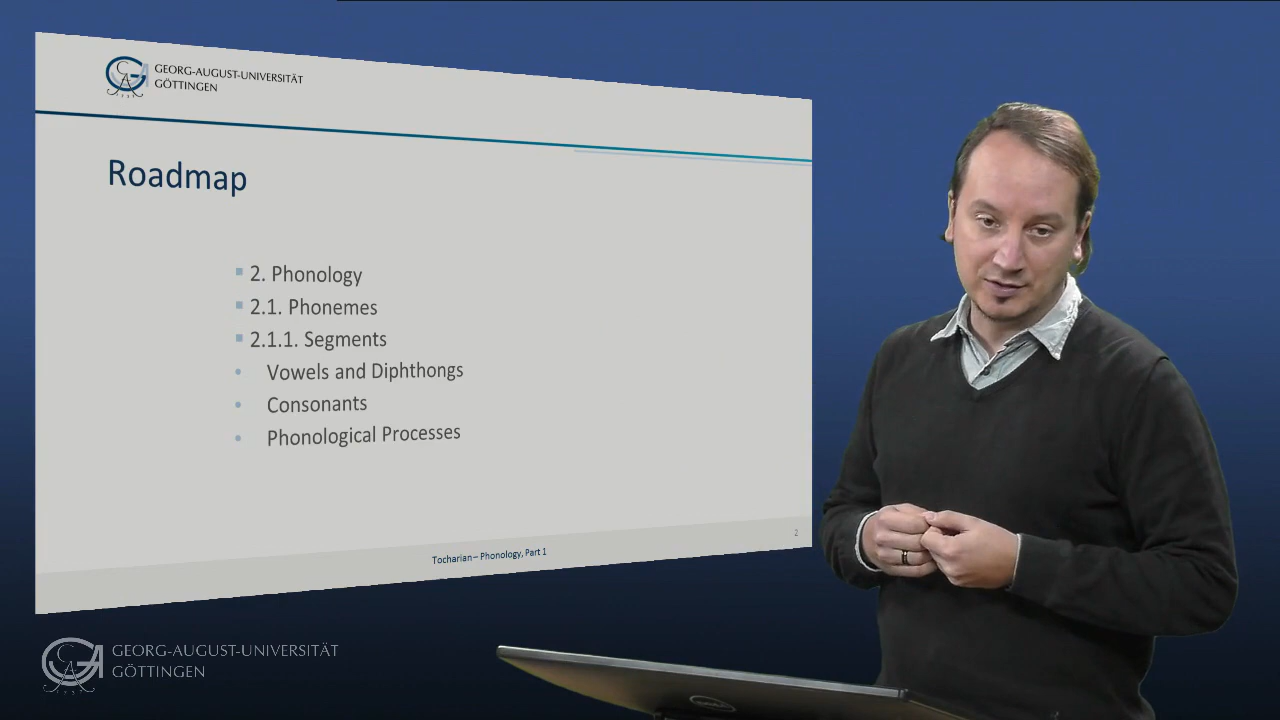 GEORG-AUGUST-UNIVERSITÄT
GÖTTINGEN
Roadmap
2. Phonology
2.1. Phonemes
2.1.1. Segments
Vowels and Diphthongs
Consonants
Phonological Processes
Tocharian – Phonology, Part 1
2
GEORG-AUGUST-UNIVERSITÄT
GÖTTINGEN